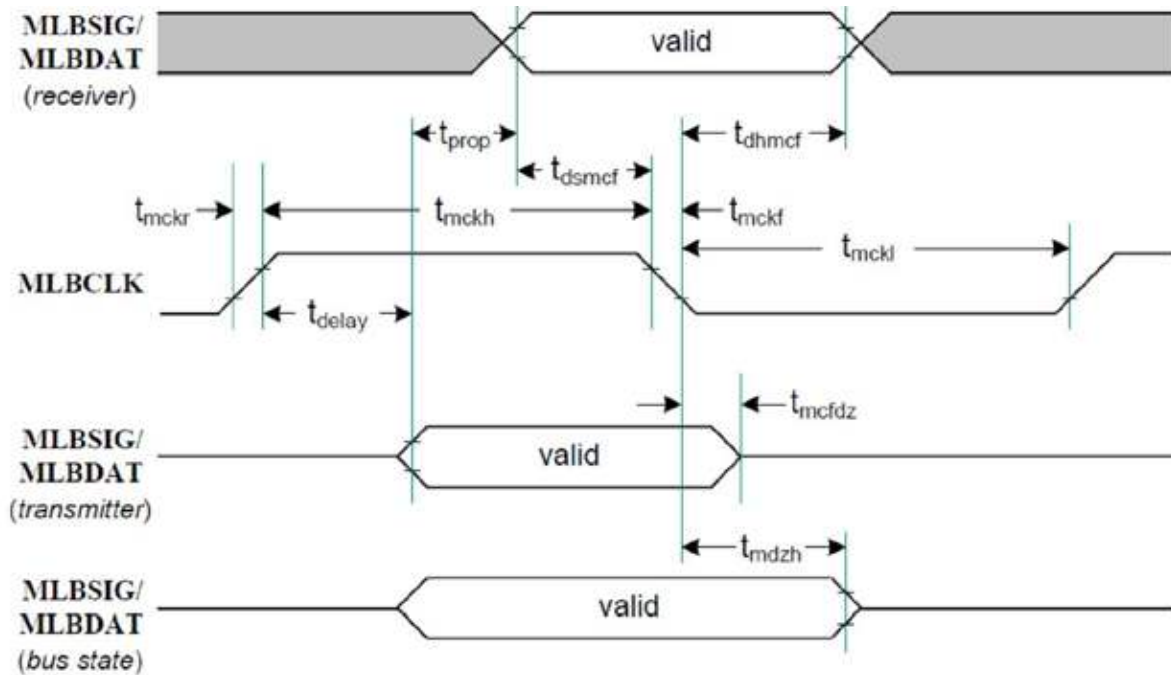 MLBSIG/
MLBDAT
(receiver)
valid
tprop
tdhmcf
tdsmcf
tmckr
tmckh
tmckf
tmckl
MLBCLK
tdelay
tmcfdz
MLBSIG/
MLBDAT
(transmitter)
valid
tmdzh
MLBSIG/
MLBDAT
(bus state)
valid